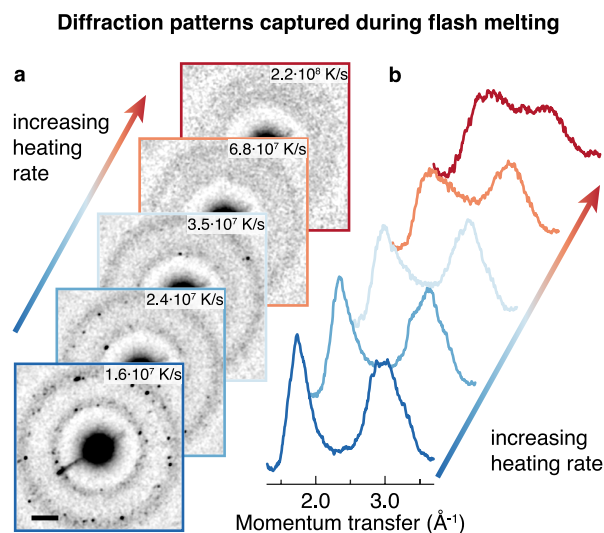 Diffraction patterns captured during flash melting
a
b
increasing
heating
rate
2.2·10⁸ K/s
6.8·10⁷ K/s
3.5·10⁷ K/s
2.4·10⁷ K/s
1.6·10⁷ K/s
increasing
heating rate
2.0 3.0
Momentum transfer (Å⁻¹)